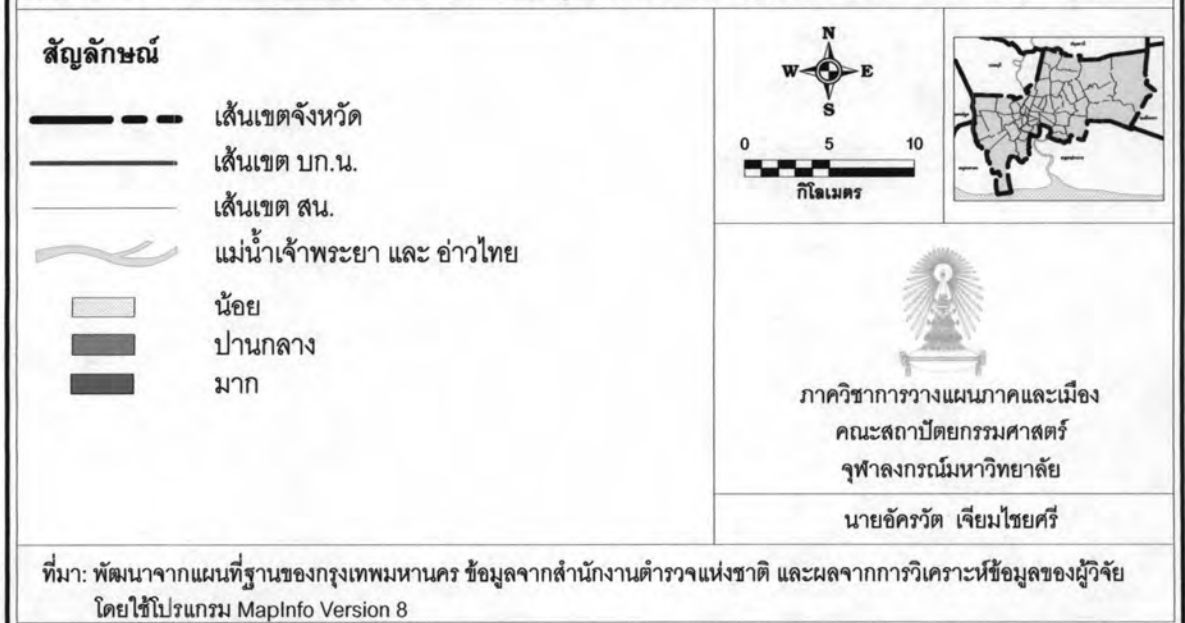 สัญลักษณ์
เส้นเขตจังหวัด
เส้นเขต บก.น.
เส้นเขต สน.
แม่น้ำเจ้าพระยา และ อ่าวไทย
น้อย
ปานกลาง
มาก
N
W E
S
0 5 10
กิโลเมตร
ภาควิชาการวางแผนภาคและเมือง
คณะสถาปัตยกรรมศาสตร์
จุฬาลงกรณ์มหาวิทยาลัย
นายอัครวัต เจียมไชยศรี
ที่มา: พัฒนาจากแผนที่ฐานของกรุงเทพมหานคร ข้อมูลจากสำนักงานตำรวจแห่งชาติ และผลจากการวิเคราะห์ข้อมูลของผู้วิจัย
โดยใช้โปรแกรม MapInfo Version 8